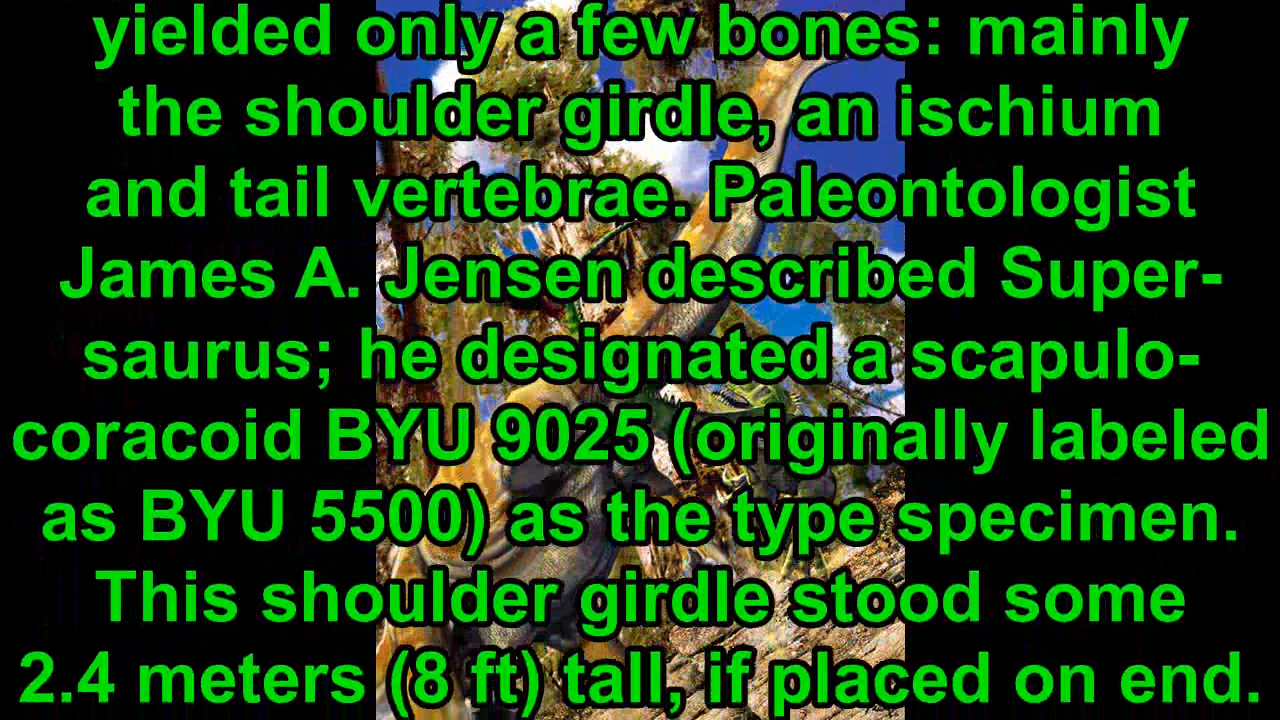 yielded only a few bones: mainly
the shoulder girdle, an ischium
and tail vertebrae. Paleontologist
James A. Jensen described Super-
saurus; he designated a scapulo-
coracoid BYU 9025 (originally labeled
as BYU 5500) as the type specimen.
This shoulder girdle stood some
2.4 meters (8 ft) tall, if placed on end.